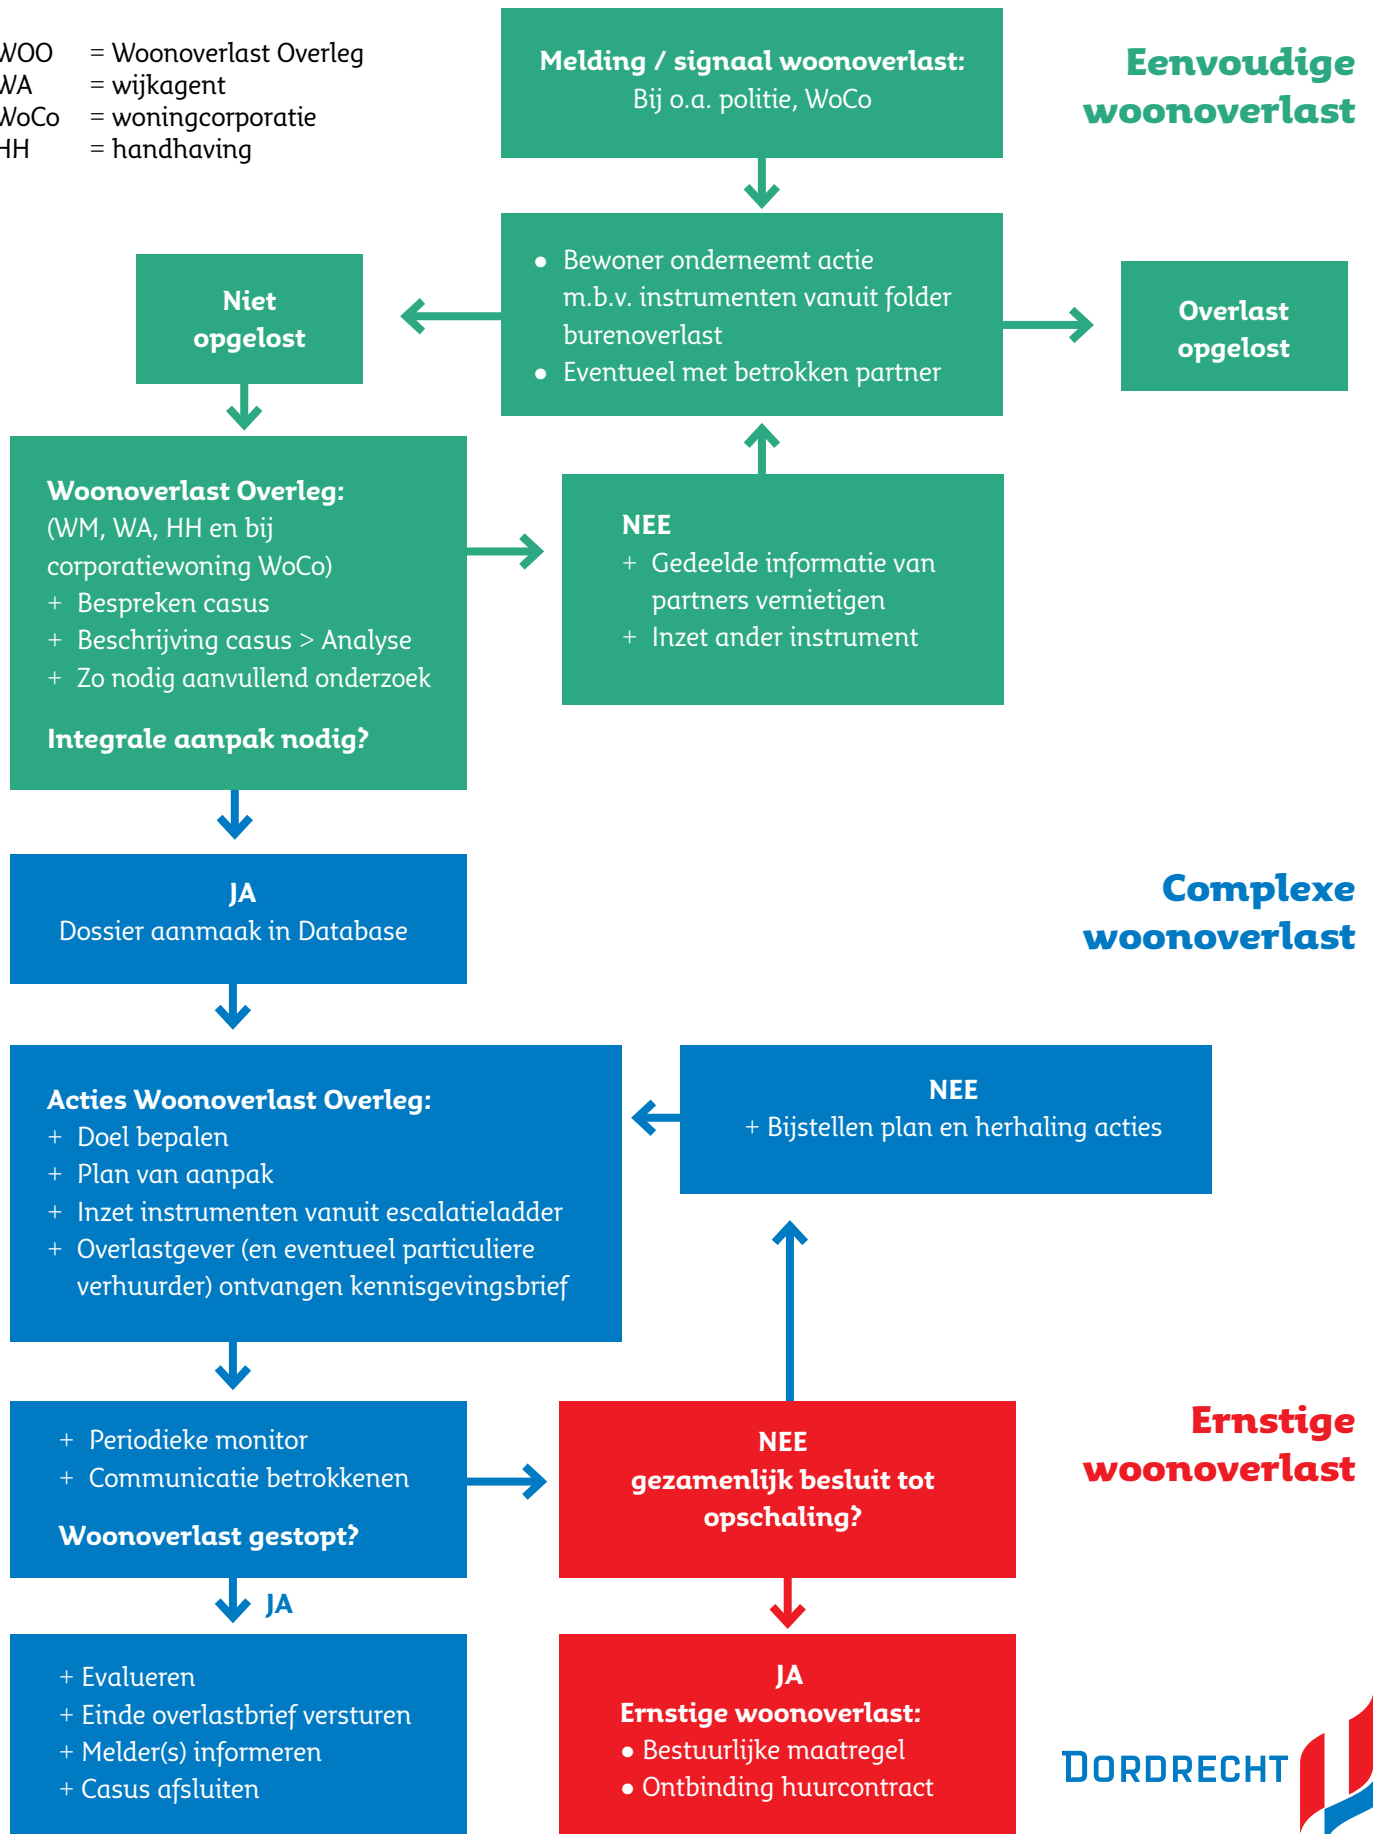 WOO = Woonoverlast Overleg
WA = wijkagent
WoCo = woningcorporatie
HH = handhaving
Melding / signaal woonoverlast:
Bij o.a. politie, WoCo
Eenvoudige
woonoverlast
● Bewoner onderneemt actie
m.b.v. instrumenten vanuit folder
burenoverlast
● Eventueel met betrokken partner
Niet
opgelost
Overlast
opgelost
Woonoverlast Overleg:
(WM, WA, HH en bij
corporatiewoning WoCo)
+ Bespreken casus
+ Beschrijving casus > Analyse
+ Zo nodig aanvullend onderzoek
Integrale aanpak nodig?
NEE
+ Gedeelde informatie van
partners vernietigen
+ Inzet ander instrument
JA
Dossier aanmaak in Database
Complexe
woonoverlast
Acties Woonoverlast Overleg:
+ Doel bepalen
+ Plan van aanpak
+ Inzet instrumenten vanuit escalatieladder
+ Overlastgever (en eventueel particuliere
verhuurder) ontvangen kennisgevingsbrief
NEE
+ Bijstellen plan en herhaling acties
+ Periodieke monitor
+ Communicatie betrokkenen
Woonoverlast gestopt?
NEE
gezamenlijk besluit tot
opschaling?
Ernstige
woonoverlast
JA
+ Evalueren
+ Einde overlastbrief versturen
+ Melder(s) informeren
+ Casus afsluiten
JA
Ernstige woonoverlast:
● Bestuurlijke maatregel
● Ontbinding huurcontract
DORDRECHT